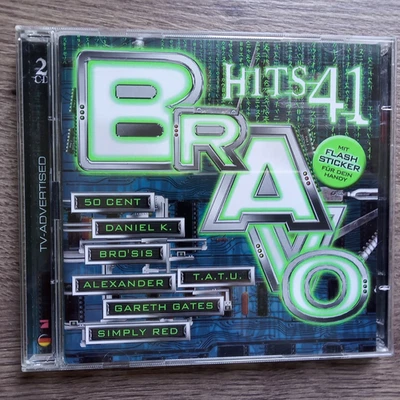 2
CD
TV-ADVERTISED
BRAVO
HITS 41
MIT
FLASH
STICKER
FÜR DEIN
HANDY
50 CENT
DANIEL K.
BRO'SIS
ALEXANDER
T.A.T.U.
GARETH GATES
SIMPLY RED